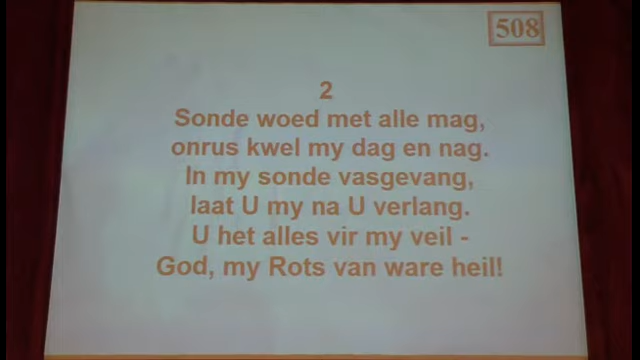 508
2
Sonde woed met alle mag,
onrus kwel my dag en nag.
In my sonde vasgevang,
laat U my na U verlang.
U het alles vir my veil -
God, my Rots van ware heil!